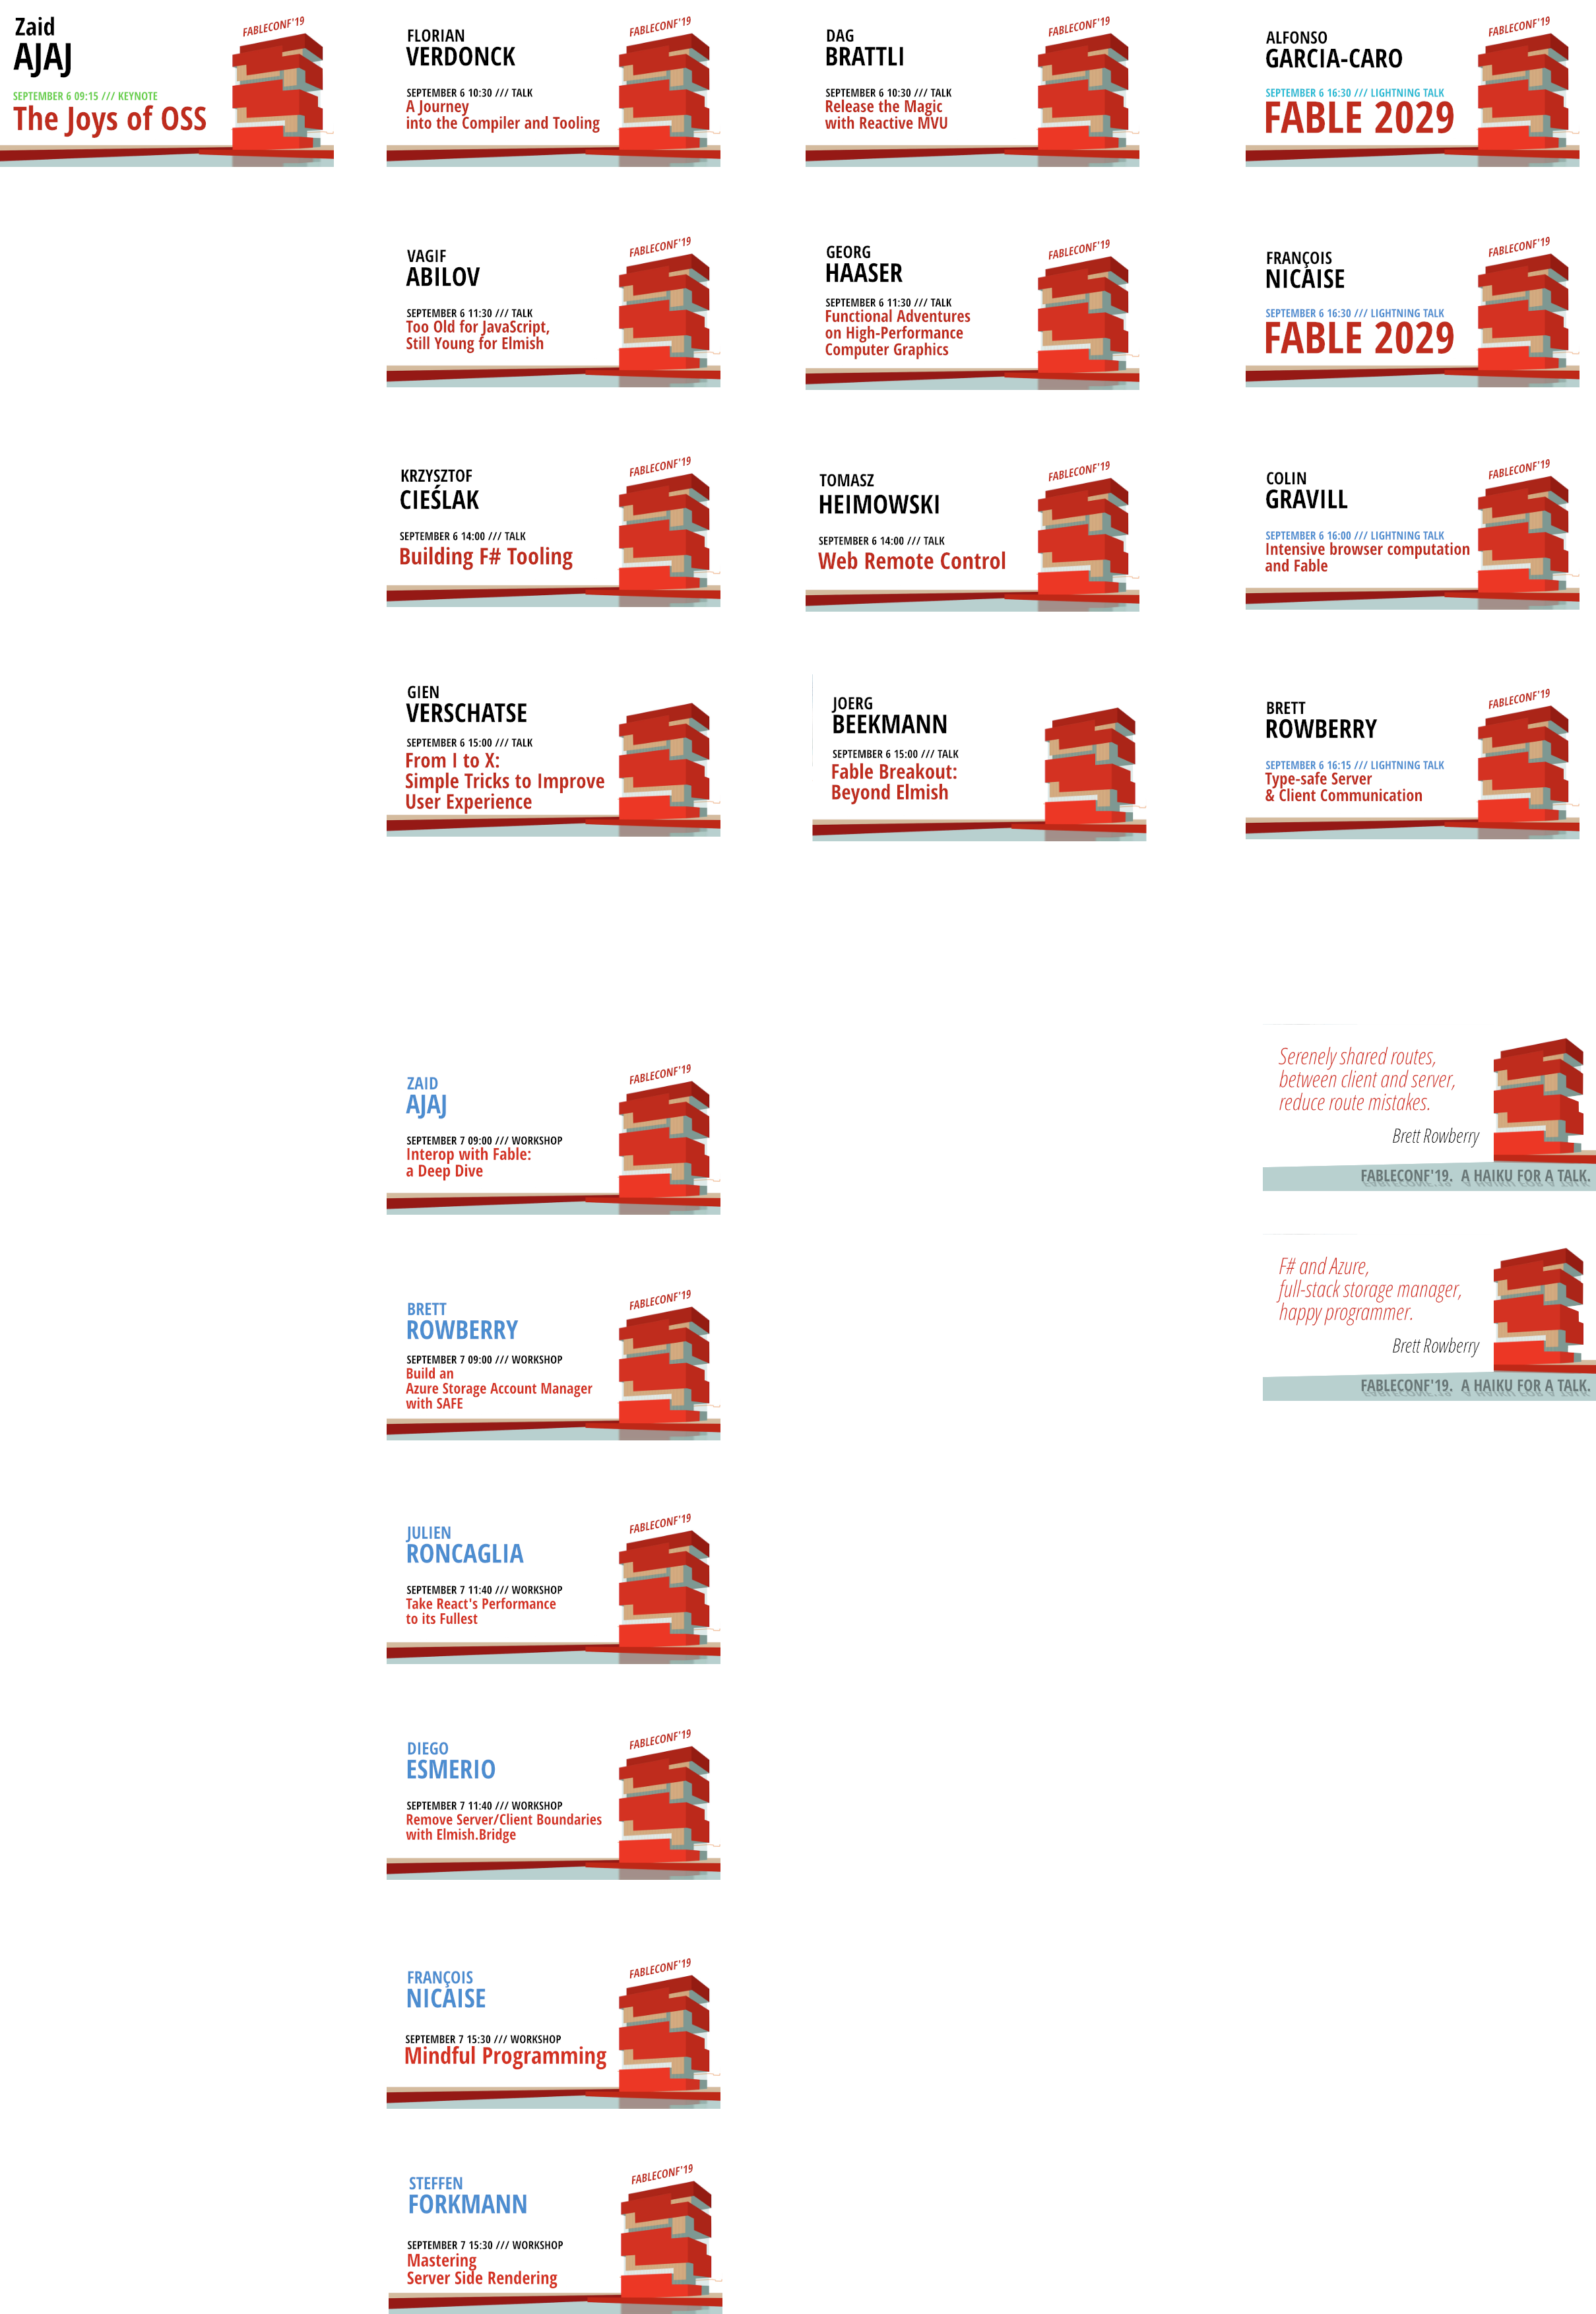 Zaid
AJAJ
SEPTEMBER 6 09:15 /// KEYNOTE
The Joys of OSS
FABLECONF'19
FLORIAN
VERDONCK
SEPTEMBER 6 10:30 /// TALK
A Journey
into the Compiler and Tooling
FABLECONF'19
DAG
BRATTLI
SEPTEMBER 6 10:30 /// TALK
Release the Magic
with Reactive MVU
FABLECONF'19
ALFONSO
GARCIA-CARO
SEPTEMBER 6 16:30 /// LIGHTNING TALK
FABLE 2029
FABLECONF'19
VAGIF
ABILOV
SEPTEMBER 6 11:30 /// TALK
Too Old for JavaScript,
Still Young for Elmish
FABLECONF'19
GEORG
HAASER
SEPTEMBER 6 11:30 /// TALK
Functional Adventures
on High-Performance
Computer Graphics
FABLECONF'19
FRANÇOIS
NICAISE
SEPTEMBER 6 16:30 /// LIGHTNING TALK
FABLE 2029
FABLECONF'19
KRZYSZTOF
CIEŚLAK
SEPTEMBER 6 14:00 /// TALK
Building F# Tooling
FABLECONF'19
TOMASZ
HEIMOWSKI
SEPTEMBER 6 14:00 /// TALK
Web Remote Control
FABLECONF'19
COLIN
GRAVILL
SEPTEMBER 6 16:00 /// LIGHTNING TALK
Intensive browser computation
and Fable
FABLECONF'19
GIEN
VERSCHATSE
SEPTEMBER 6 15:00 /// TALK
From I to X:
Simple Tricks to Improve
User Experience
JOERG
BEEKMANN
SEPTEMBER 6 15:00 /// TALK
Fable Breakout:
Beyond Elmish
BRETT
ROWBERRY
SEPTEMBER 6 16:15 /// LIGHTNING TALK
Type-safe Server
& Client Communication
FABLECONF'19
ZAID
AJAJ
SEPTEMBER 7 09:00 /// WORKSHOP
Interop with Fable:
a Deep Dive
FABLECONF'19
Serenely shared routes,
between client and server,
reduce route mistakes.
Brett Rowberry
FABLECONF'19. A HAIKU FOR A TALK.
BRETT
ROWBERRY
SEPTEMBER 7 09:00 /// WORKSHOP
Build an
Azure Storage Account Manager
with SAFE
FABLECONF'19
F# and Azure,
full-stack storage manager,
happy programmer.
Brett Rowberry
FABLECONF'19. A HAIKU FOR A TALK.
JULIEN
RONCAGLIA
SEPTEMBER 7 11:40 /// WORKSHOP
Take React's Performance
to its Fullest
FABLECONF'19
DIEGO
ESMERIO
SEPTEMBER 7 11:40 /// WORKSHOP
Remove Server/Client Boundaries
with Elmish.Bridge
FABLECONF'19
FRANÇOIS
NICAISE
SEPTEMBER 7 15:30 /// WORKSHOP
Mindful Programming
FABLECONF'19
STEFFEN
FORKMANN
SEPTEMBER 7 15:30 /// WORKSHOP
Mastering
Server Side Rendering
FABLECONF'19